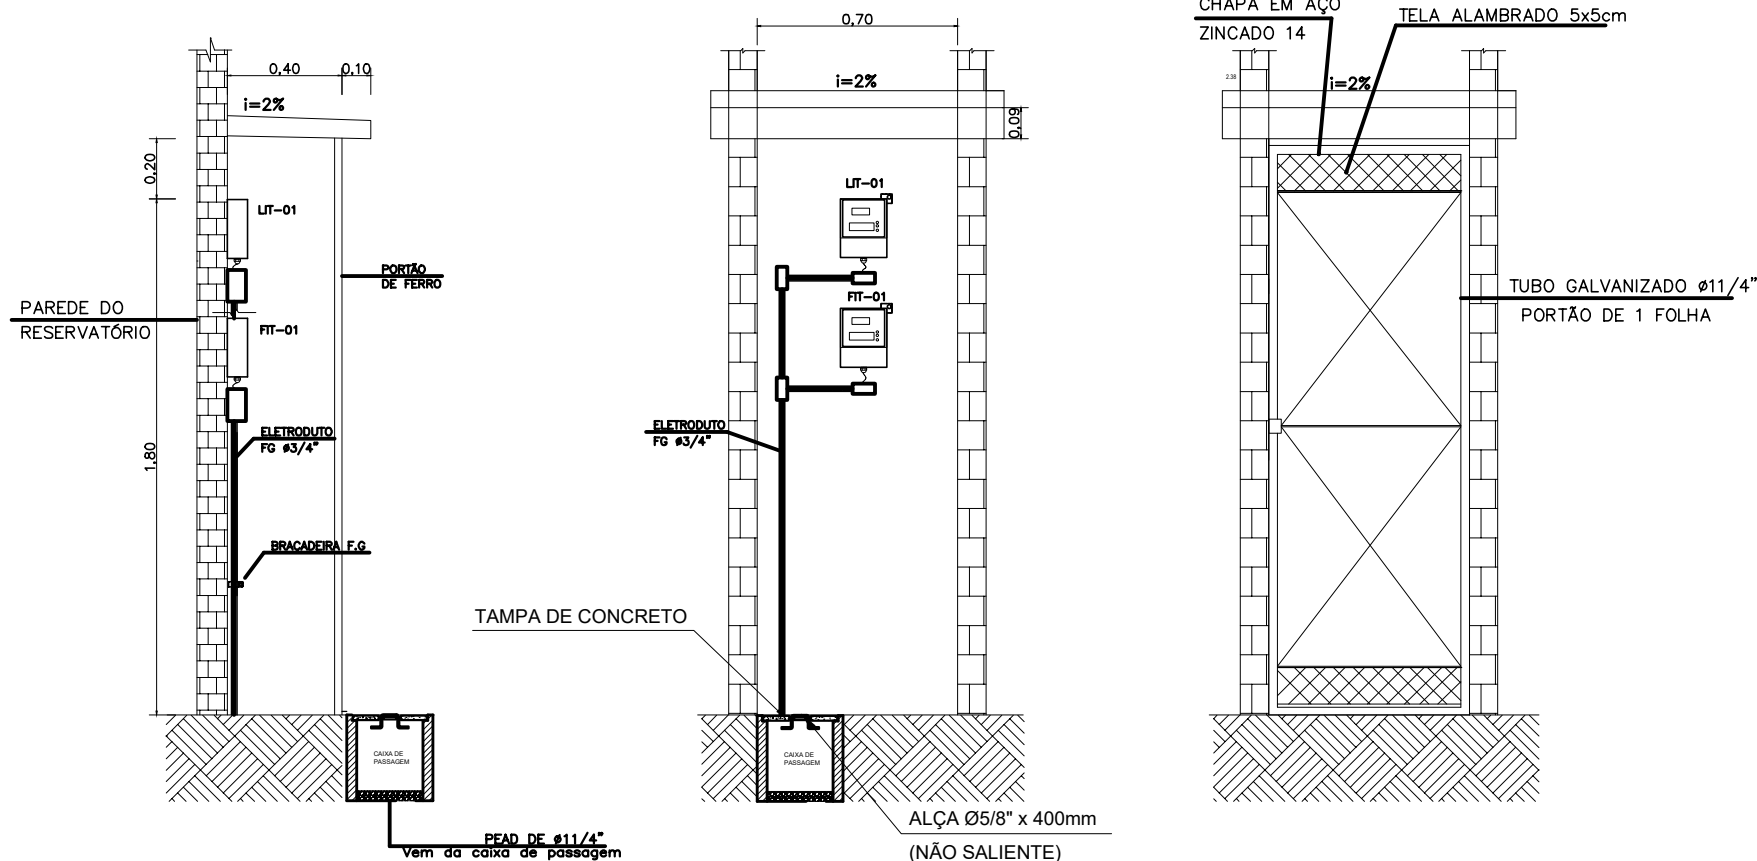 0,40
0,10
i=2%
0,20
LIT-01
PORTÃO
DE FERRO
PAREDE DO
RESERVATÓRIO
FIT-01
1,80
ELETRODUTO
FG ø3/4"
BRAÇADEIRA F.G
CAIXA DE
PASSAGEM
PEAD DE ø11/4"
Vem da caixa de passagem
0,70
i=2%
0,09
LIT-01
FIT-01
ELETRODUTO
FG ø3/4"
TAMPA DE CONCRETO
CAIXA DE
PASSAGEM
ALÇA Ø5/8" x 400mm
(NÃO SALIENTE)
CHAPA EM AÇO
ZINCADO 14
TELA ALAMBRADO 5x5cm
2.38
i=2%
TUBO GALVANIZADO ø11/4"
PORTÃO DE 1 FOLHA